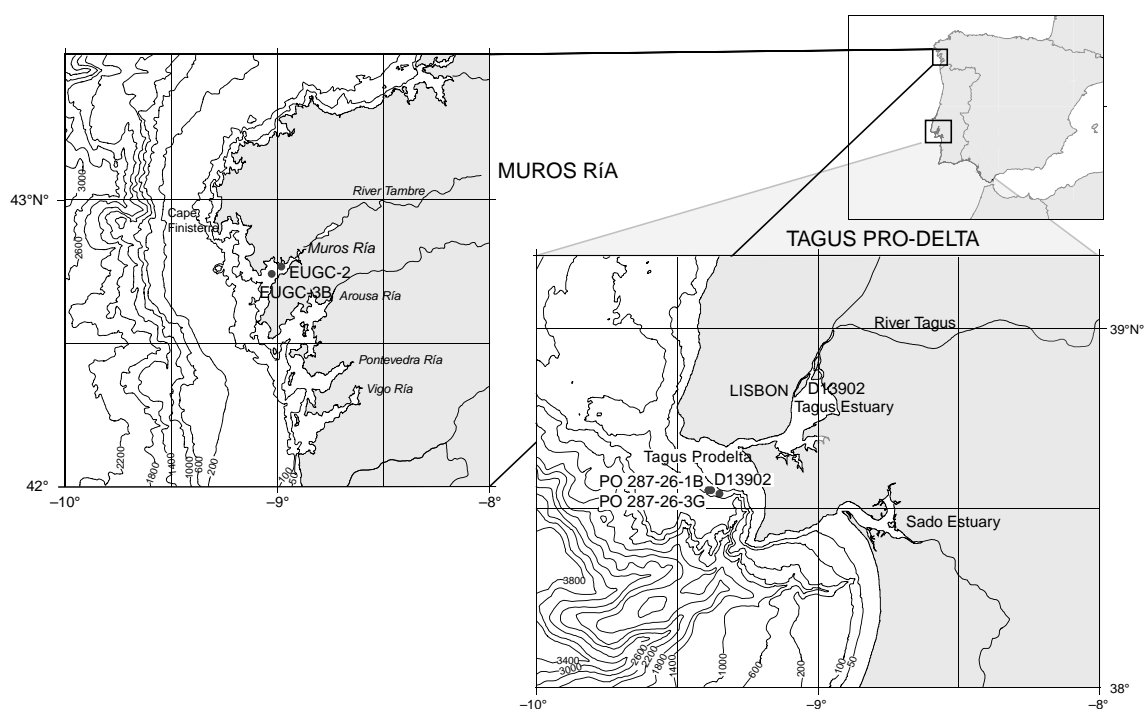 MUROS RíA
43°N°
42°
–10°
–9°
–8°
3000
2600
2200
1800
1400
1000
600
200
100
50
Cape
Finisterra
River Tambre
Muros Ría
EUGC-2
EUGC-3B
Arousa Ría
Pontevedra Ría
Vigo Ría
TAGUS PRO-DELTA
39°N°
38°
–10°
–9°
–8°
River Tagus
LISBON
D13902
Tagus Estuary
Tagus Prodelta
PO 287-26-1B
D13902
PO 287-26-3G
Sado Estuary
3800
3400
3000
2600
2200
1800
1400
1000
600
200
100
50